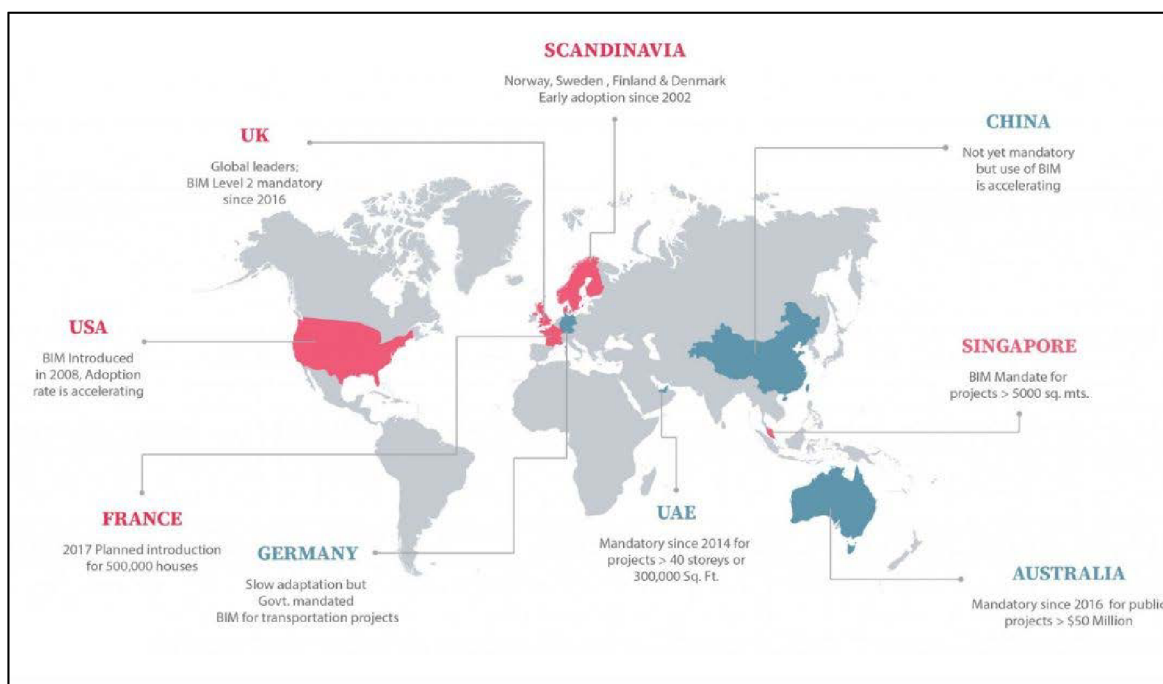 SCANDINAVIA
Norway, Sweden , Finland & Denmark
Early adoption since 2002
UK
Global leaders;
BIM Level 2 mandatory
since 2016
CHINA
Not yet mandatory
but use of BIM
is accelerating
USA
BIM Introduced
in 2008, Adoption
rate is accelerating
SINGAPORE
BIM Mandate for
projects > 5000 sq. mts.
FRANCE
2017 Planned introduction
for 500,000 houses
GERMANY
Slow adaptation but
Govt. mandated
BIM for transportation projects
UAE
Mandatory since 2014 for
projects > 40 storeys or
300,000 Sq. Ft.
AUSTRALIA
Mandatory since 2016 for public
projects > $50 Million